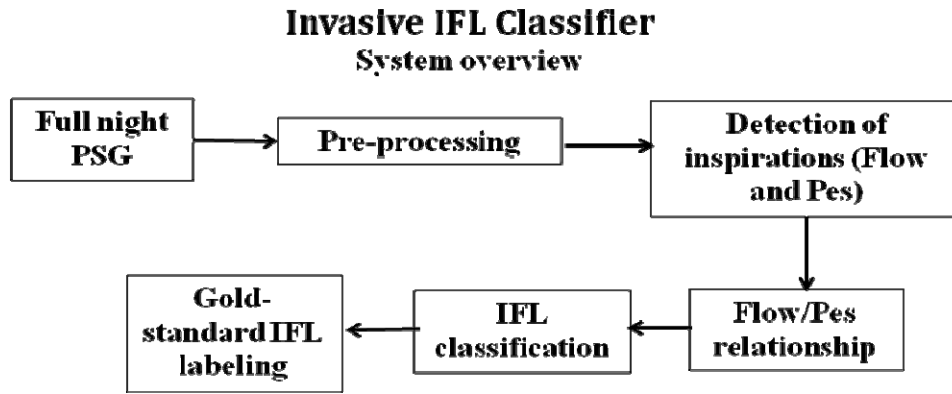 Invasive IFL Classifier
System overview
Full night
PSG
Pre-processing
Detection of
inspirations (Flow
and Pes)
Flow/Pes
relationship
IFL
classification
Gold-
standard IFL
labeling